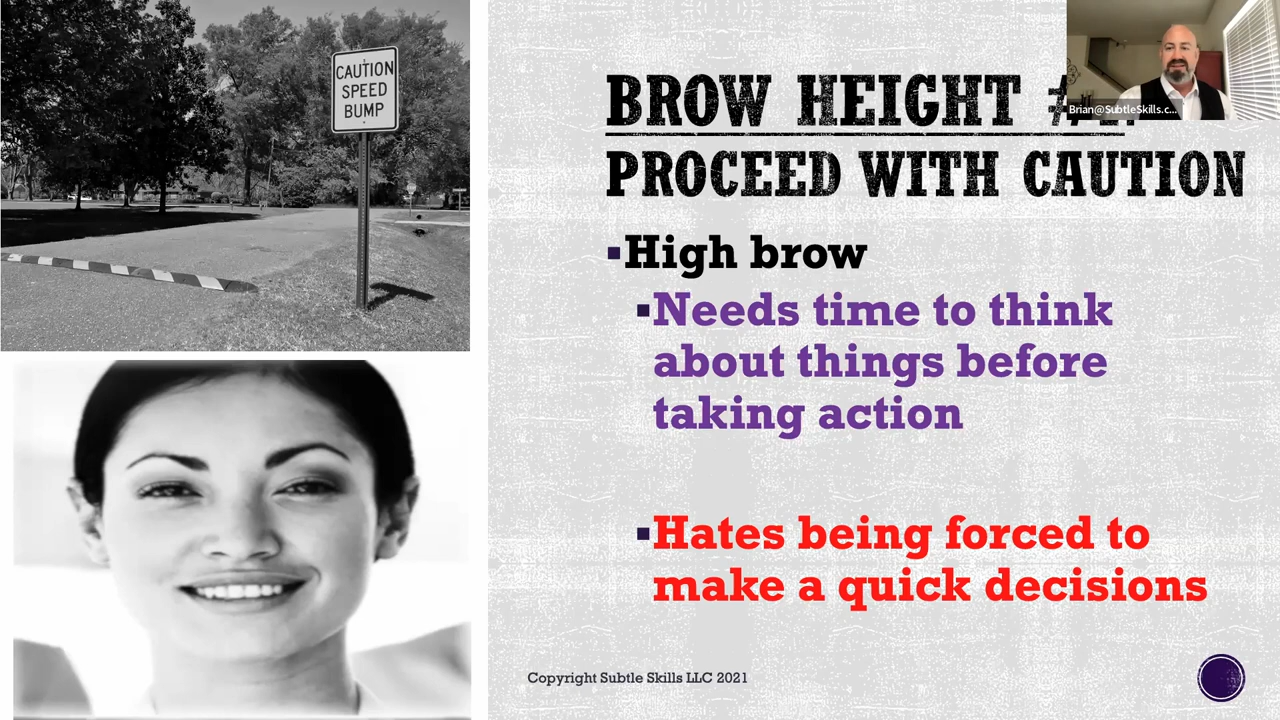 CAUTION
SPEED
BUMP
BROW HEIGHT
Brian@SubtleSkills.c...
PROCEED WITH CAUTION
High brow
Needs time to think
about things before
taking action
Hates being forced to
make a quick decisions
Copyright Subtle Skills LLC 2021